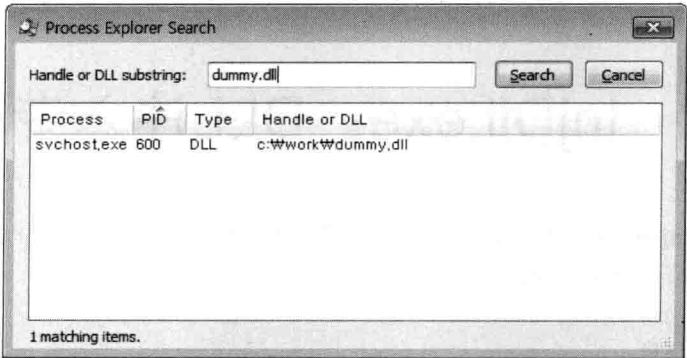 Process Explorer Search
Handle or DLL substring: dummy.dll Search Cancel
Process PID Type Handle or DLL
svchost.exe 600 DLL c:₩work₩dummy.dll
1 matching items.